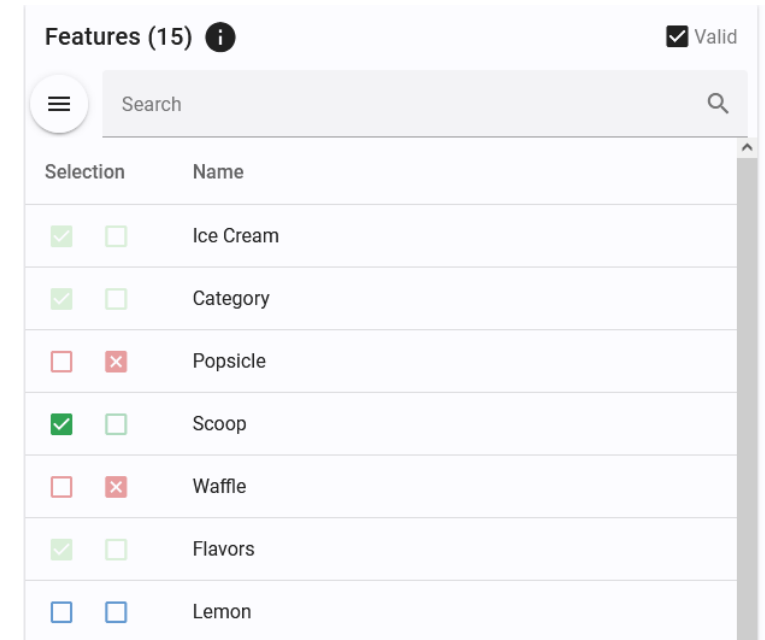 Features (15) i Valid
Search
Selection Name
Ice Cream
Category
Popsicle
Scoop
Waffle
Flavors
Lemon